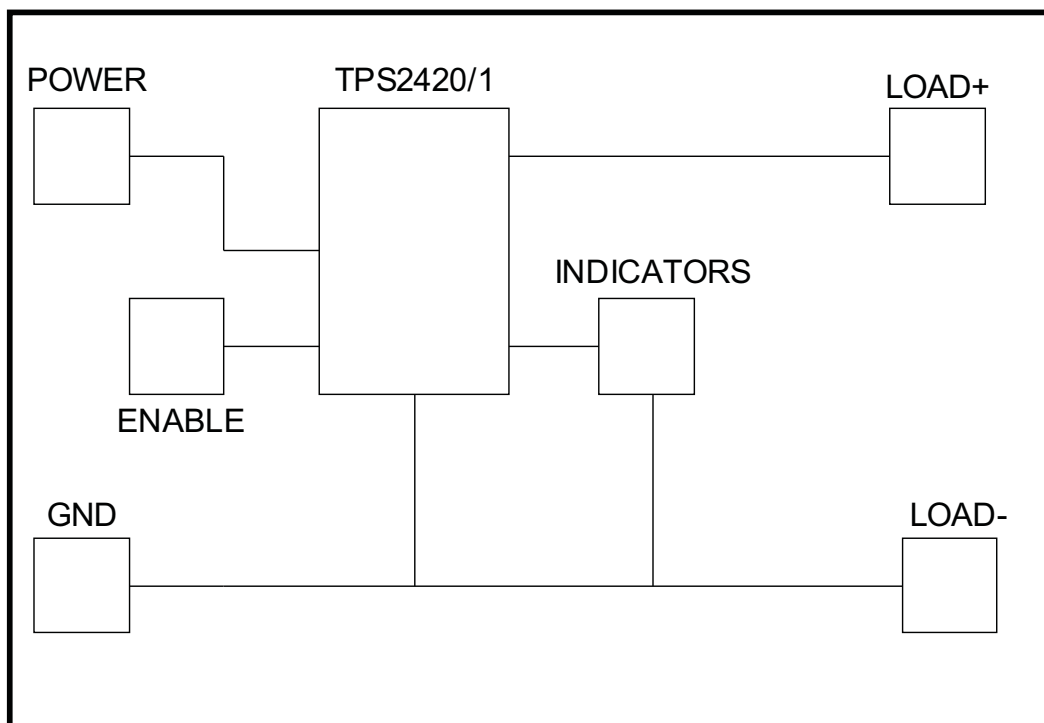 POWER
TPS2420/1
LOAD+
INDICATORS
ENABLE
GND
LOAD-